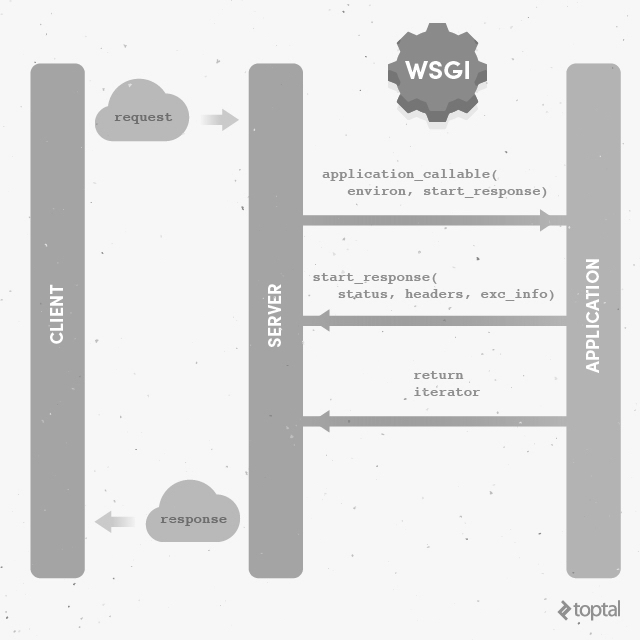 WSGI
request
application_callable(
environ, start_response)
start_response(
status, headers, exc_info)
CLIENT
SERVER
APPLICATION
return
iterator
response
toptal